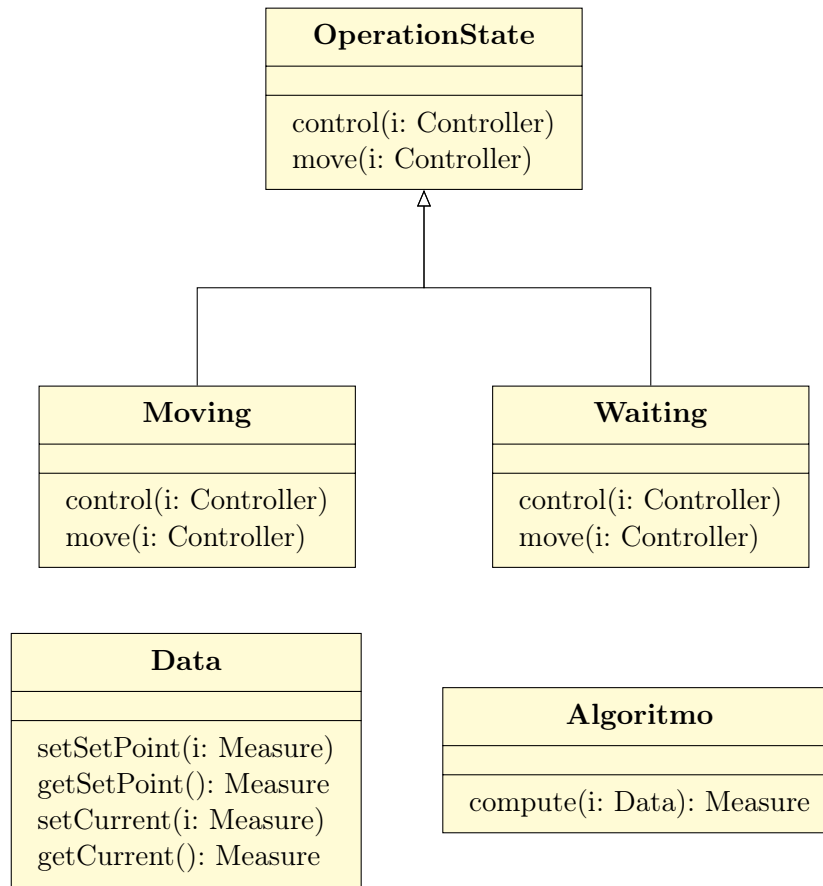 OperationState
control(i: Controller)
move(i: Controller)
Moving
control(i: Controller)
move(i: Controller)
Waiting
control(i: Controller)
move(i: Controller)
Data
setSetPoint(i: Measure)
getSetPoint(): Measure
setCurrent(i: Measure)
getCurrent(): Measure
Algoritmo
compute(i: Data): Measure